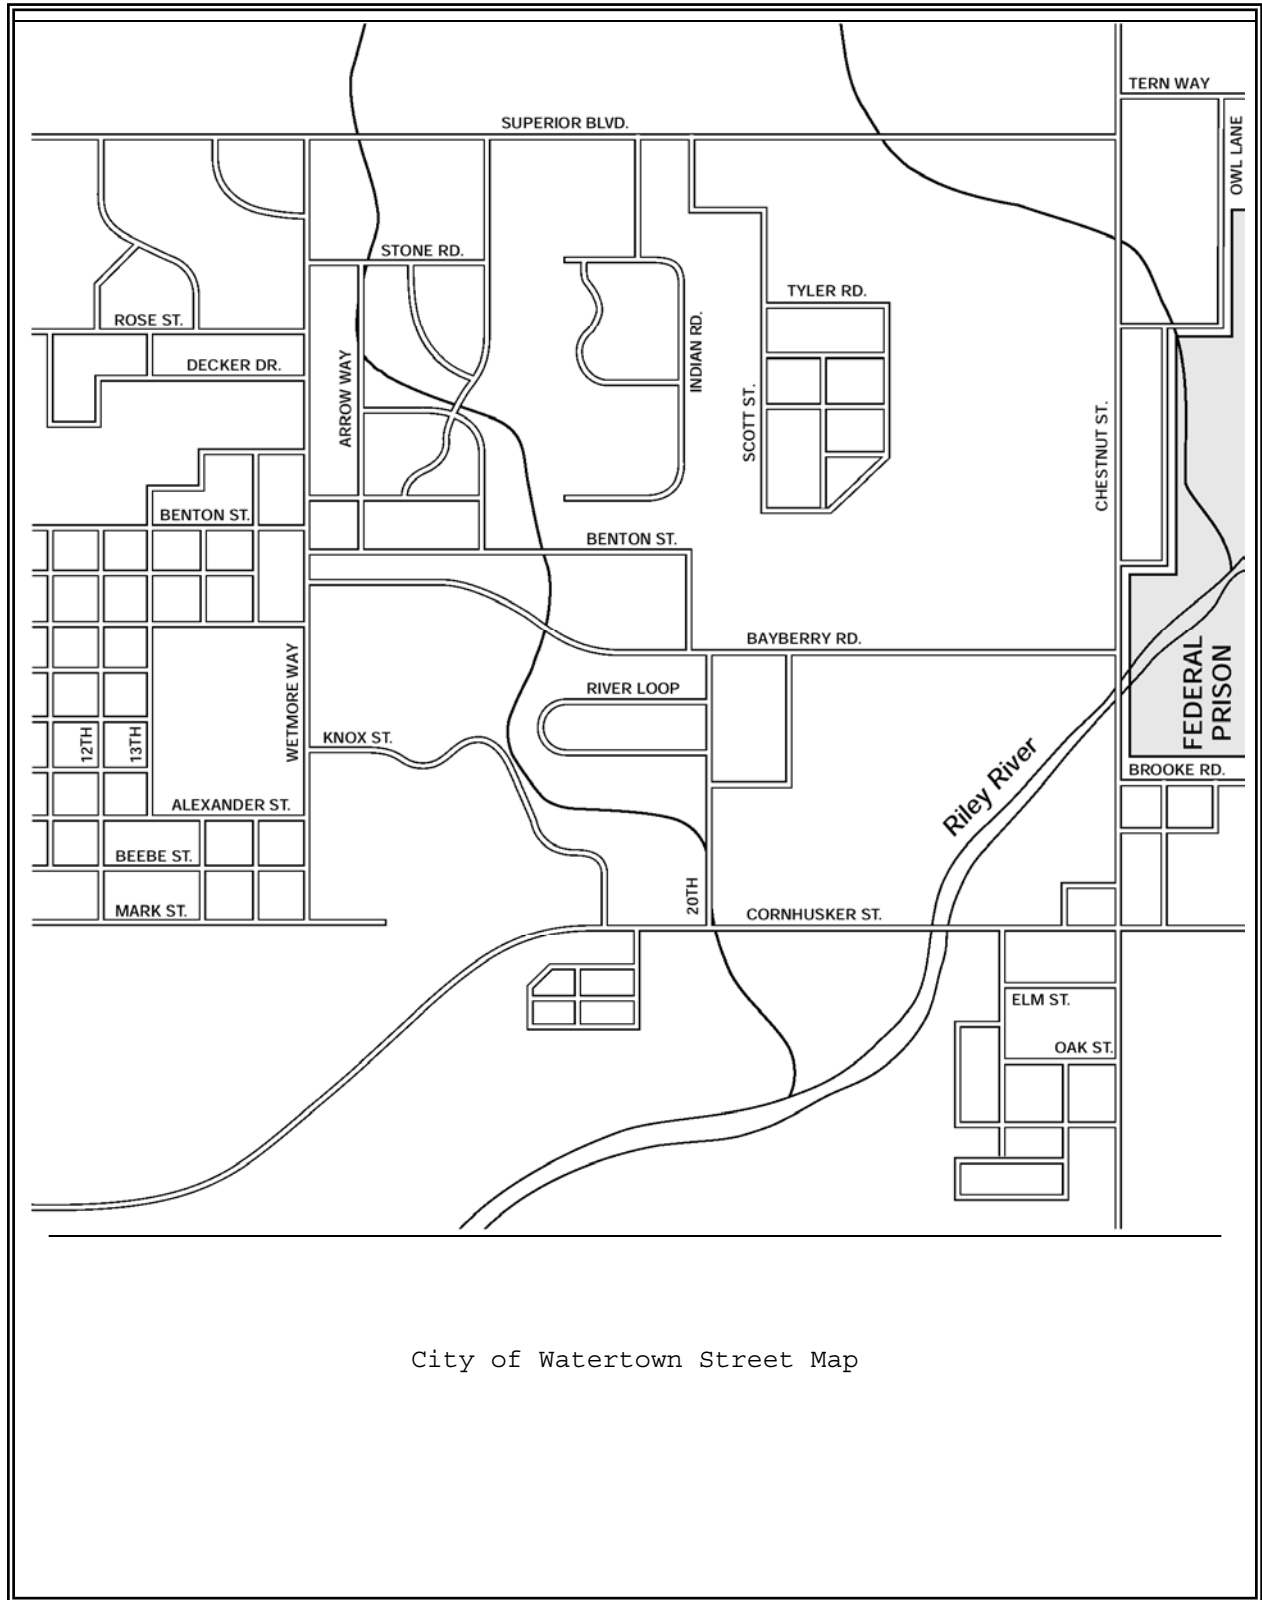 TERN WAY
SUPERIOR BLVD.
OWL LANE
STONE RD.
TYLER RD.
ROSE ST.
INDIAN RD.
DECKER DR.
ARROW WAY
SCOTT ST.
CHESTNUT ST.
BENTON ST.
BENTON ST.
BAYBERRY RD.
WETMORE WAY
RIVER LOOP
FEDERAL
PRISON
12TH
13TH
KNOX ST.
Riley River
BROOKE RD.
ALEXANDER ST.
BEEBE ST.
20TH
MARK ST.
CORNHUSKER ST.
ELM ST.
OAK ST.
City of Watertown Street Map